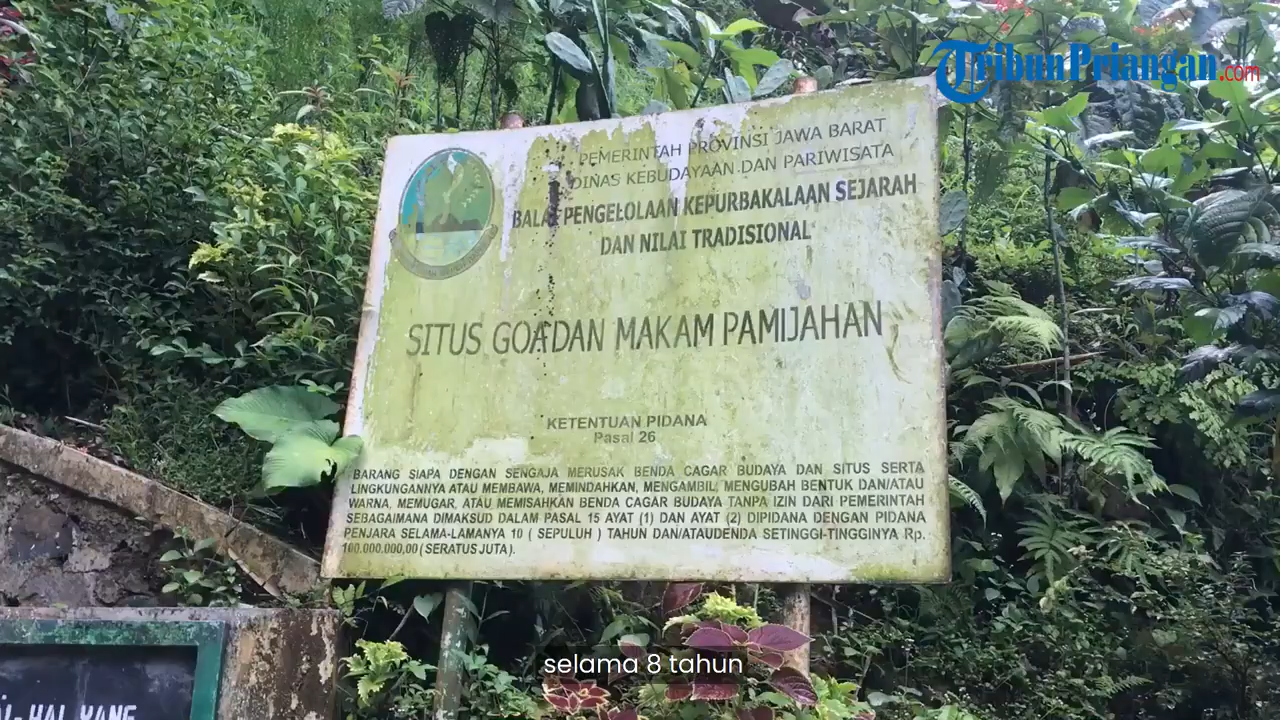 TribunPriangan.com
PEMERINTAH PROVINSI JAWA BARAT
DINAS KEBUDAYAAN DAN PARIWISATA
BALAI PENGELOLAAN KEPURBAKALAAN SEJARAH
DAN NILAI TRADISIONAL
SITUS GOA DAN MAKAM PAMIJAHAN
KETENTUAN PIDANA
Pasal 26
BARANG SIAPA DENGAN SENGAJA MERUSAK BENDA CAGAR BUDAYA DAN SITUS SERTA
LINGKUNGANNYA ATAU MEMBAWA, MEMINDAHKAN, MENGAMBIL, MENGUBAH BENTUK DAN/ATAU
WARNA, MEMUGAR, ATAU MEMISAHKAN BENDA CAGAR BUDAYA TANPA IZIN DARI PEMERINTAH
SEBAGAIMANA DIMAKSUD DALAM PASAL 15 AYAT (1) DAN AYAT (2) DIPIDANA DENGAN PIDANA
PENJARA SELAMA-LAMANYA 10 ( SEPULUH ) TAHUN DAN/ATAUDENDA SETINGGI-TINGGINYA Rp.
100.000.000,00 ( SERATUS JUTA ).
HAL YANG
selama 8 tahun